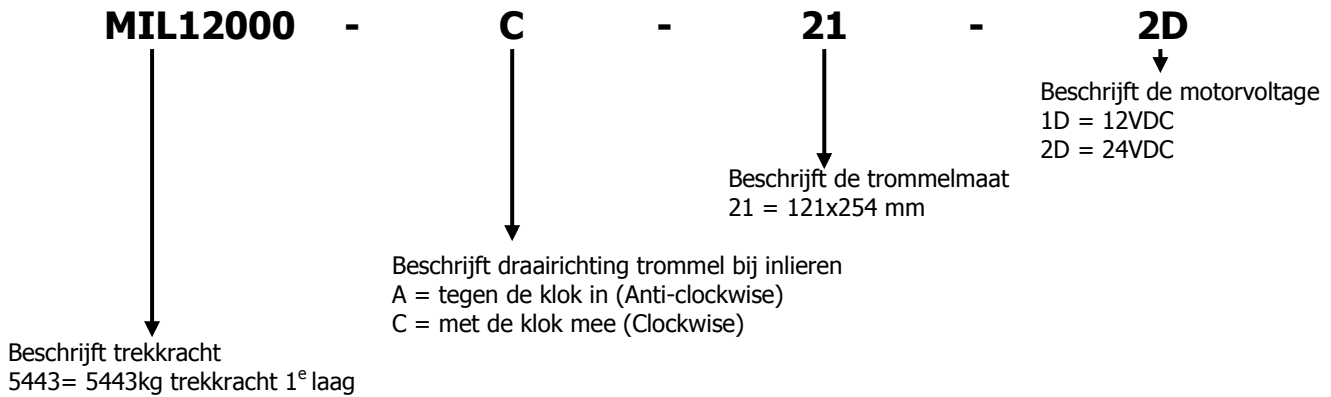 MIL12000 - C - 21 - 2D
Beschrijft de motorvoltage
1D = 12VDC
2D = 24VDC
Beschrijft de trommelmaat
21 = 121x254 mm
Beschrijft draairichting trommel bij inlieren
A = tegen de klok in (Anti-clockwise)
C = met de klok mee (Clockwise)
Beschrijft trekkracht
5443= 5443kg trekkracht 1e laag